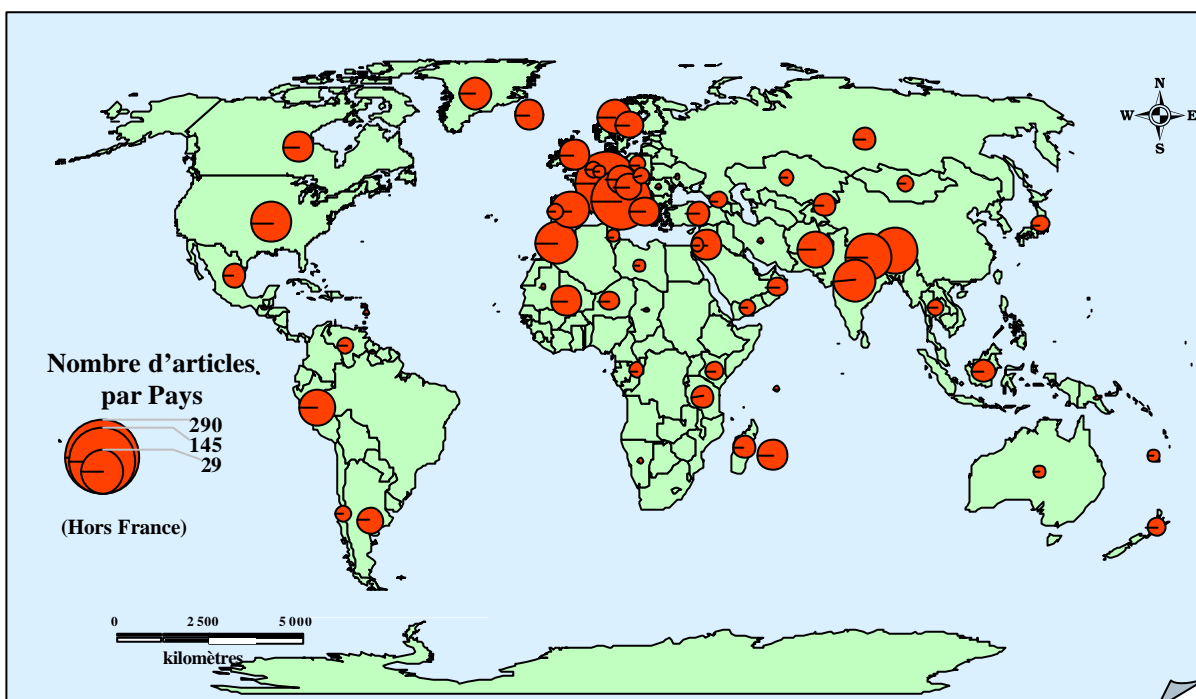 N
W E
S
Nombre d'articles
par Pays
290
145
29
(Hors France)
0 2 500 5 000
kilomètres